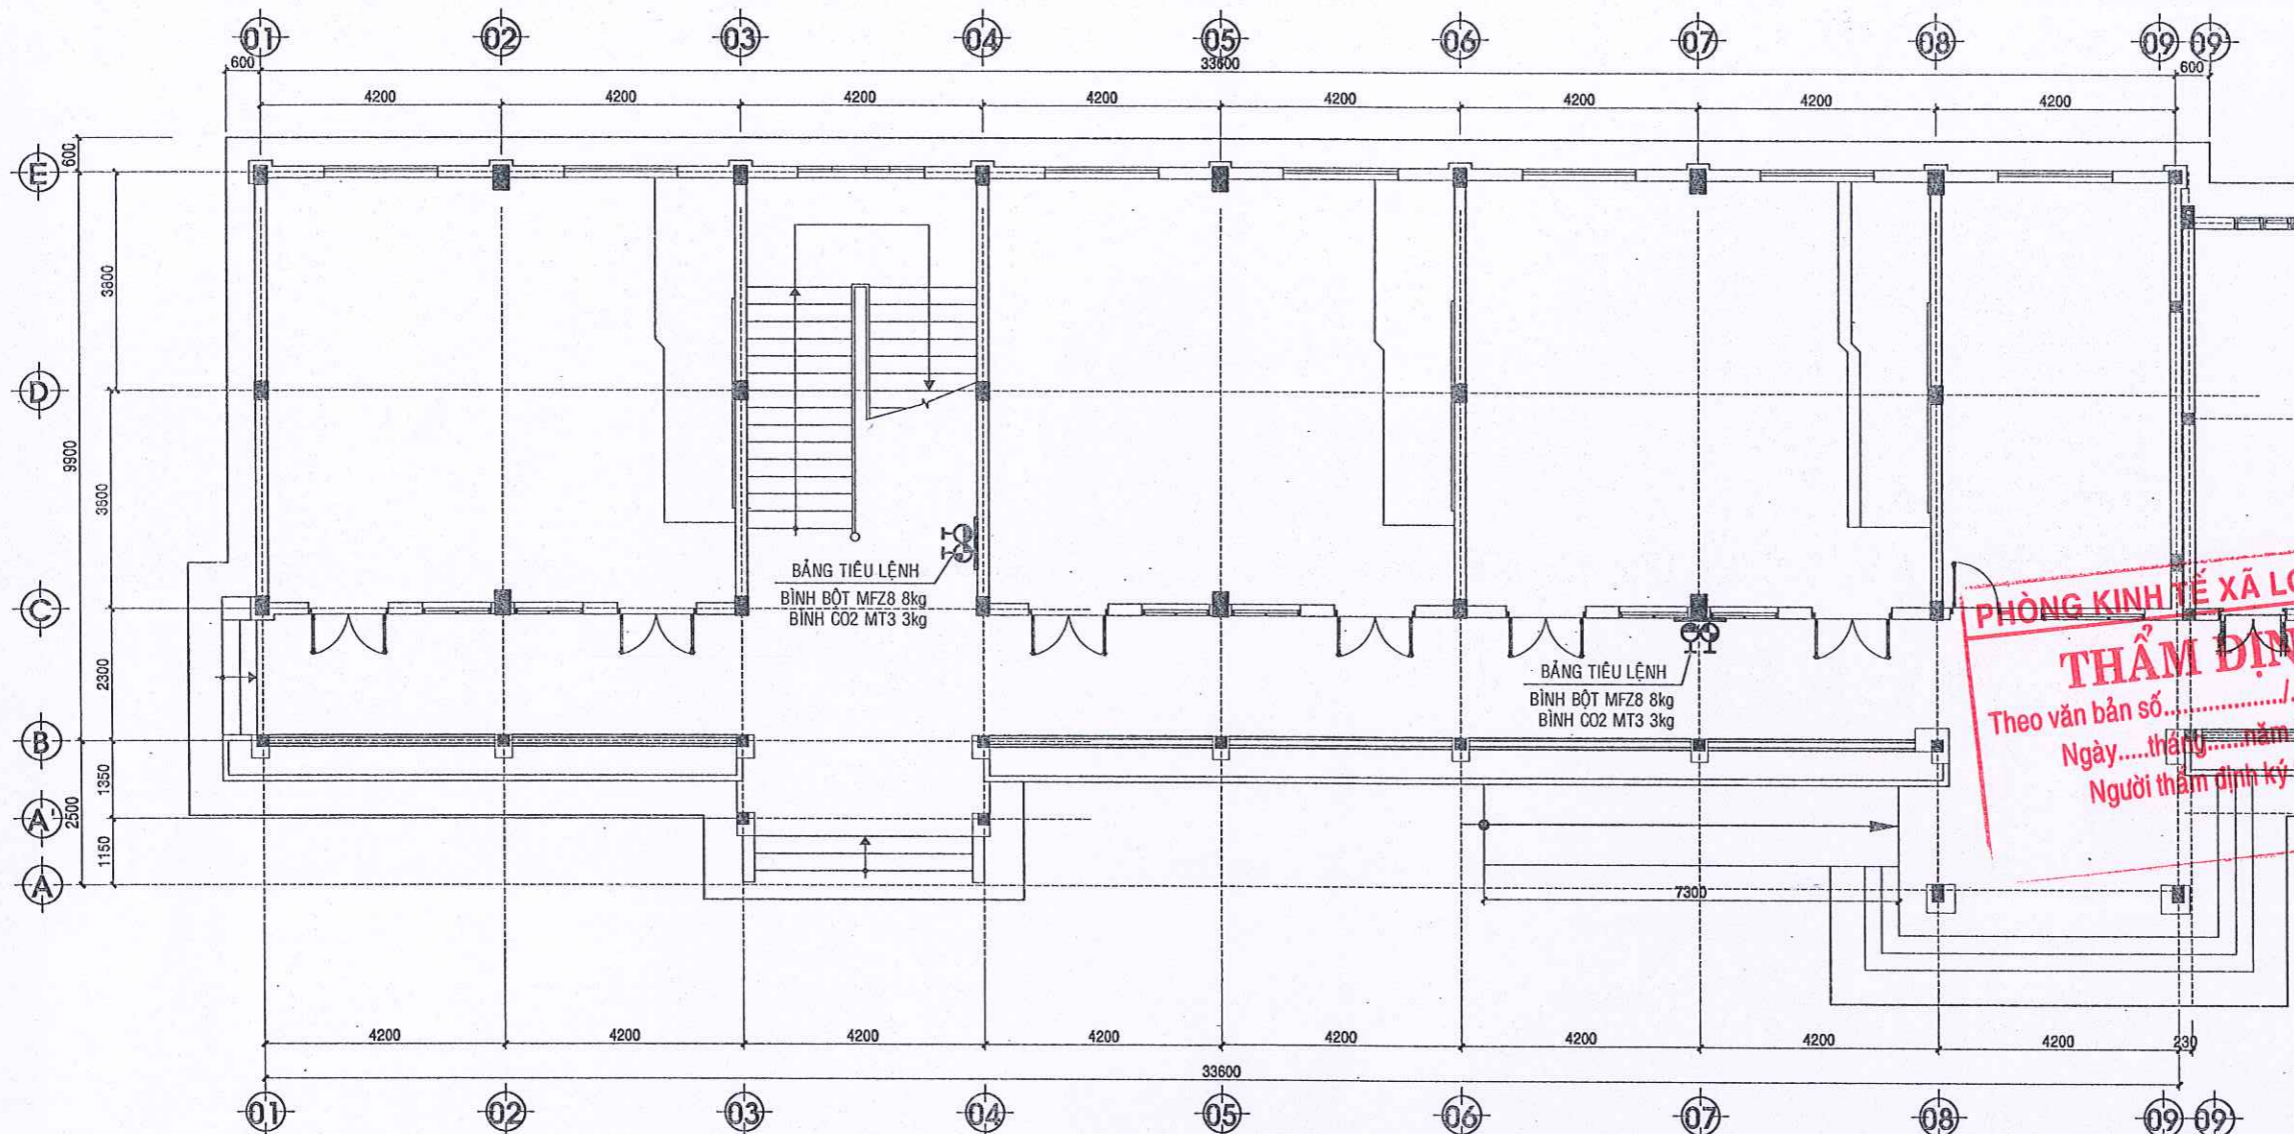 01 02 03 04 05 06 07 08 09 09'
600 33600 600
4200 4200 4200 4200 4200 4200 4200 4200
E
600
3800
D
9900
3800
C
BẢNG TIÊU LỆNH
BÌNH BỘT MFZ8 8kg
BÌNH CO2 MT3 3kg
BẢNG TIÊU LỆNH
BÌNH BỘT MFZ8 8kg
BÌNH CO2 MT3 3kg
PHÒNG KINH TẾ XÃ
THẨM
Theo văn bản số..................../
Ngày.....tháng......năm
Người thẩm định ký
2300
B
1350
2500
A'
1150
A
7300
4200 4200 4200 4200 4200 4200 4200 4200 230
33600
01 02 03 04 05 06 07 08 09 09'